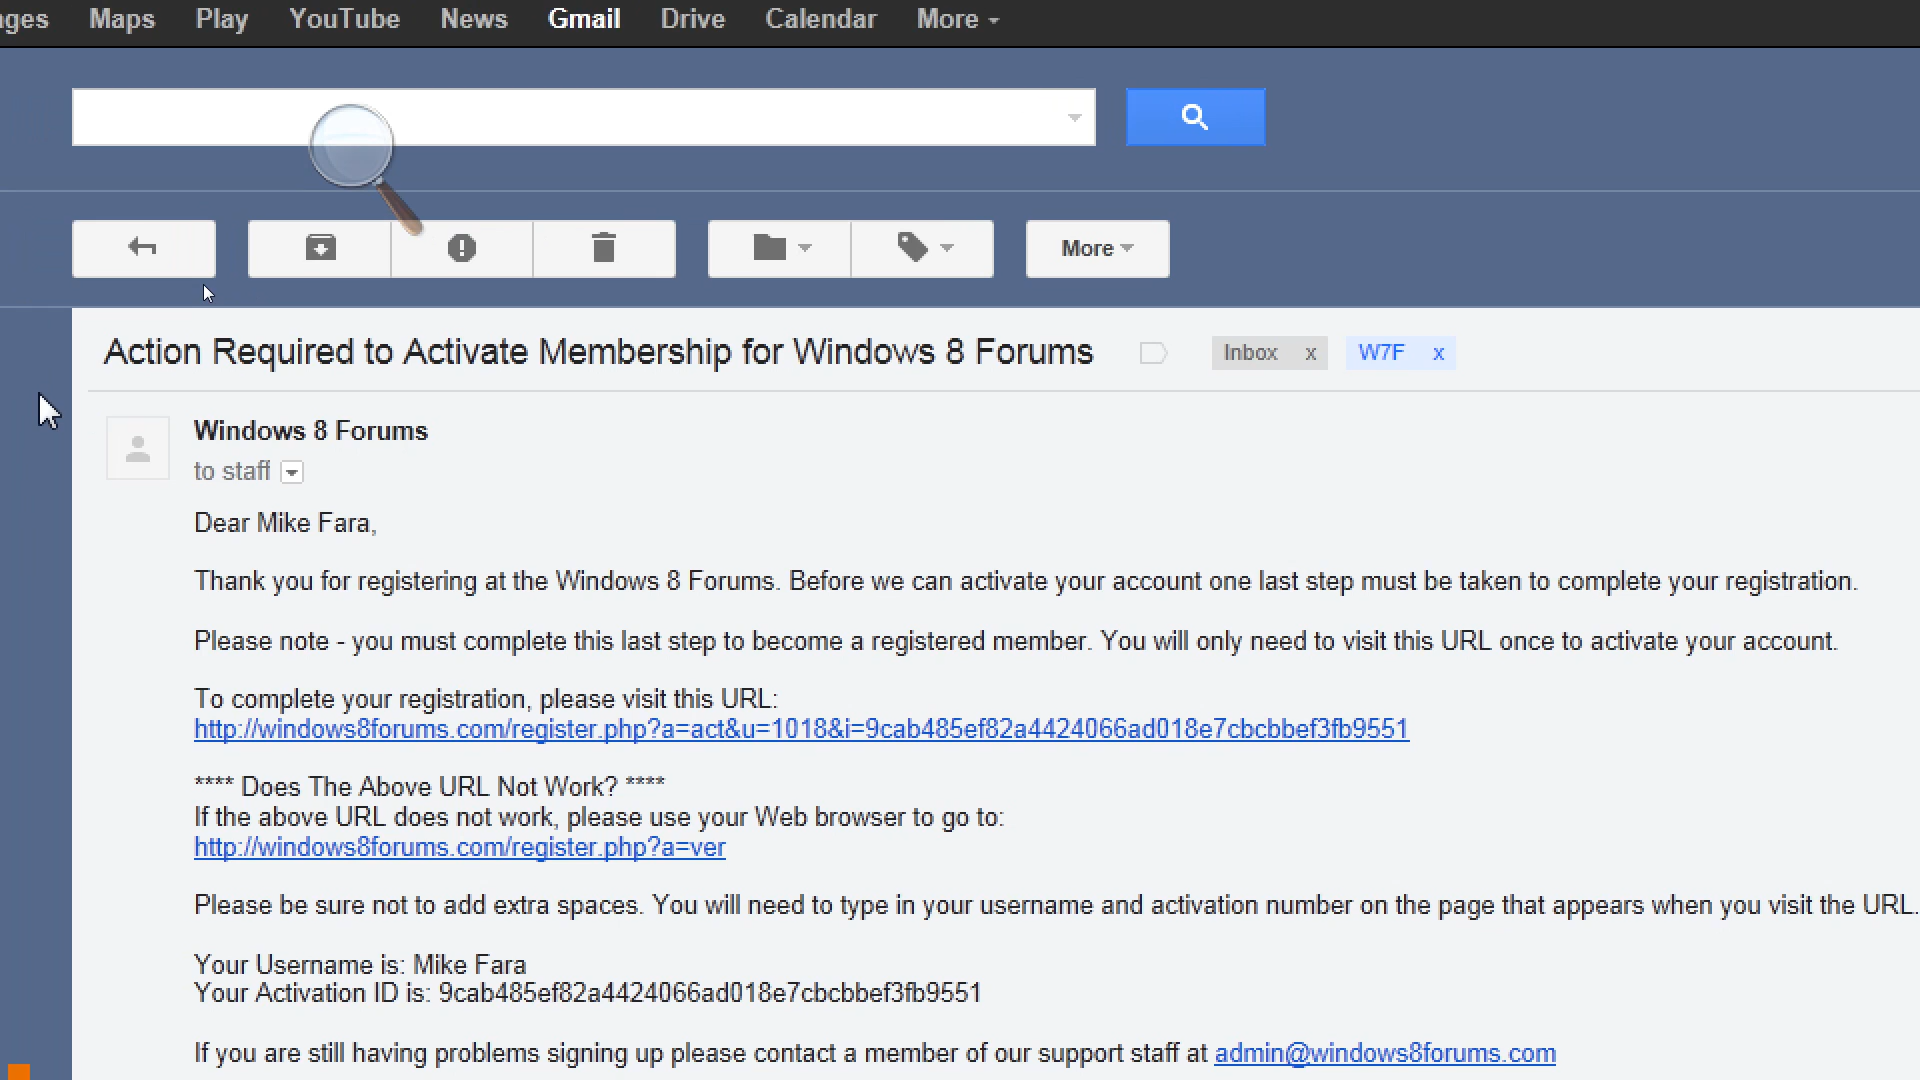 ges Maps Play YouTube News Gmail Drive Calendar More
More
Action Required to Activate Membership for Windows 8 Forums Inbox x W7F x
Windows 8 Forums
to staff
Dear Mike Fara,
Thank you for registering at the Windows 8 Forums. Before we can activate your account one last step must be taken to complete your registration.
Please note - you must complete this last step to become a registered member. You will only need to visit this URL once to activate your account.
To complete your registration, please visit this URL:
http://windows8forums.com/register.php?a=act&u=1018&i=9cab485ef82a4424066ad018e7cbcbbef3fb9551
**** Does The Above URL Not Work? ****
If the above URL does not work, please use your Web browser to go to:
http://windows8forums.com/register.php?a=ver
Please be sure not to add extra spaces. You will need to type in your username and activation number on the page that appears when you visit the URL.
Your Username is: Mike Fara
Your Activation ID is: 9cab485ef82a4424066ad018e7cbcbbef3fb9551
If you are still having problems signing up please contact a member of our support staff at admin@windows8forums.com